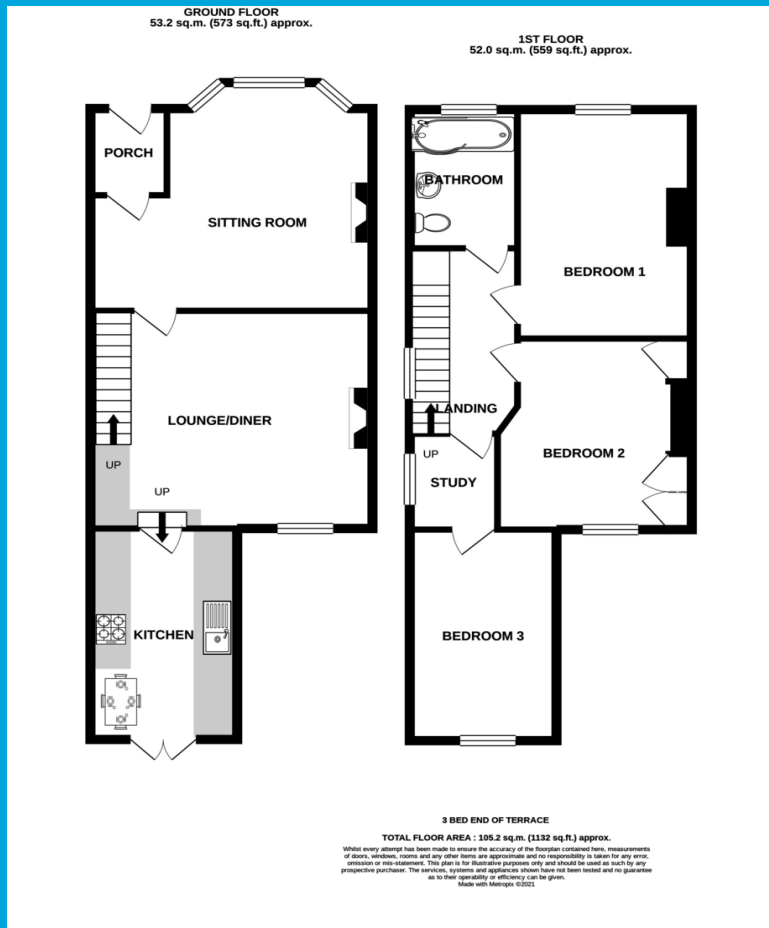 GROUND FLOOR
53.2 sq.m. (573 sq.ft.) approx.
1ST FLOOR
52.0 sq.m. (559 sq.ft.) approx.
PORCH
SITTING ROOM
LOUNGE/DINER
UP
UP
KITCHEN
BATHROOM
BEDROOM 1
LANDING
UP
STUDY
BEDROOM 2
BEDROOM 3
3 BED END OF TERRACE
TOTAL FLOOR AREA : 105.2 sq.m. (1132 sq.ft.) approx.
Whilst every attempt has been made to ensure the accuracy of the floorplan contained here, measurements
of doors, windows, rooms and any other items are approximate and no responsibility is taken for any error,
omission or mis-statement. This plan is for illustrative purposes only and should be used as such by any
prospective purchaser. The services, systems and appliances shown have not been tested and no guarantee
as to their operability or efficiency can be given.
Made with Metropix ©2021